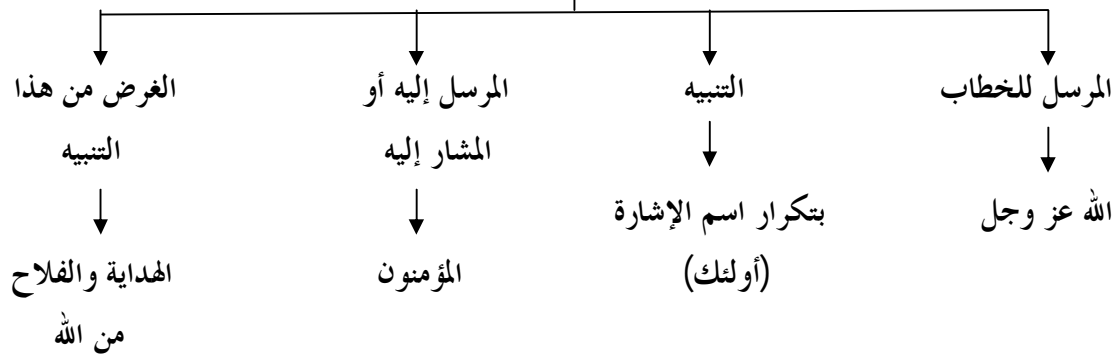 المرسل للخطاب
التنبيه
المرسل إليه أو
المشار إليه
الغرض من هذا
التنبيه
الله عز وجل
بتكرار اسم الإشارة
(أولئك)
المؤمنون
الهداية والفلاح
من الله